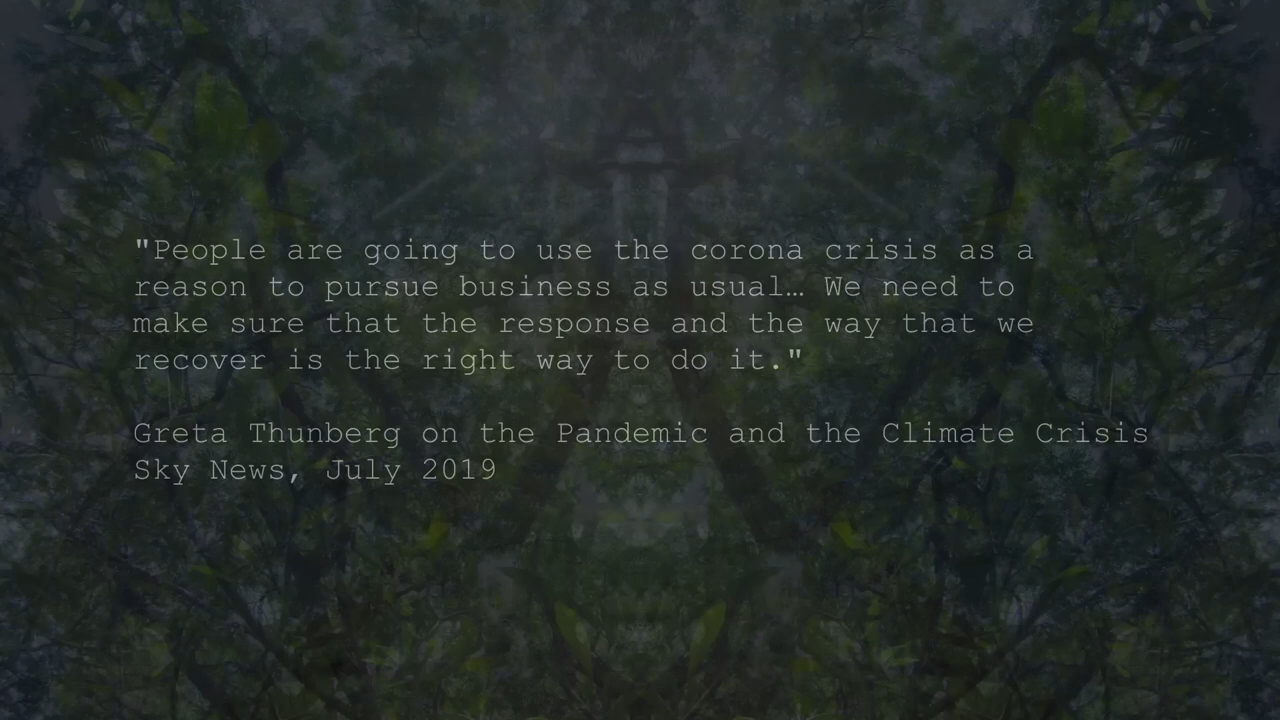 "People are going to use the corona crisis as a
reason to pursue business as usual… We need to
make sure that the response and the way that we
recover is the right way to do it."
Greta Thunberg on the Pandemic and the Climate Crisis
Sky News, July 2019